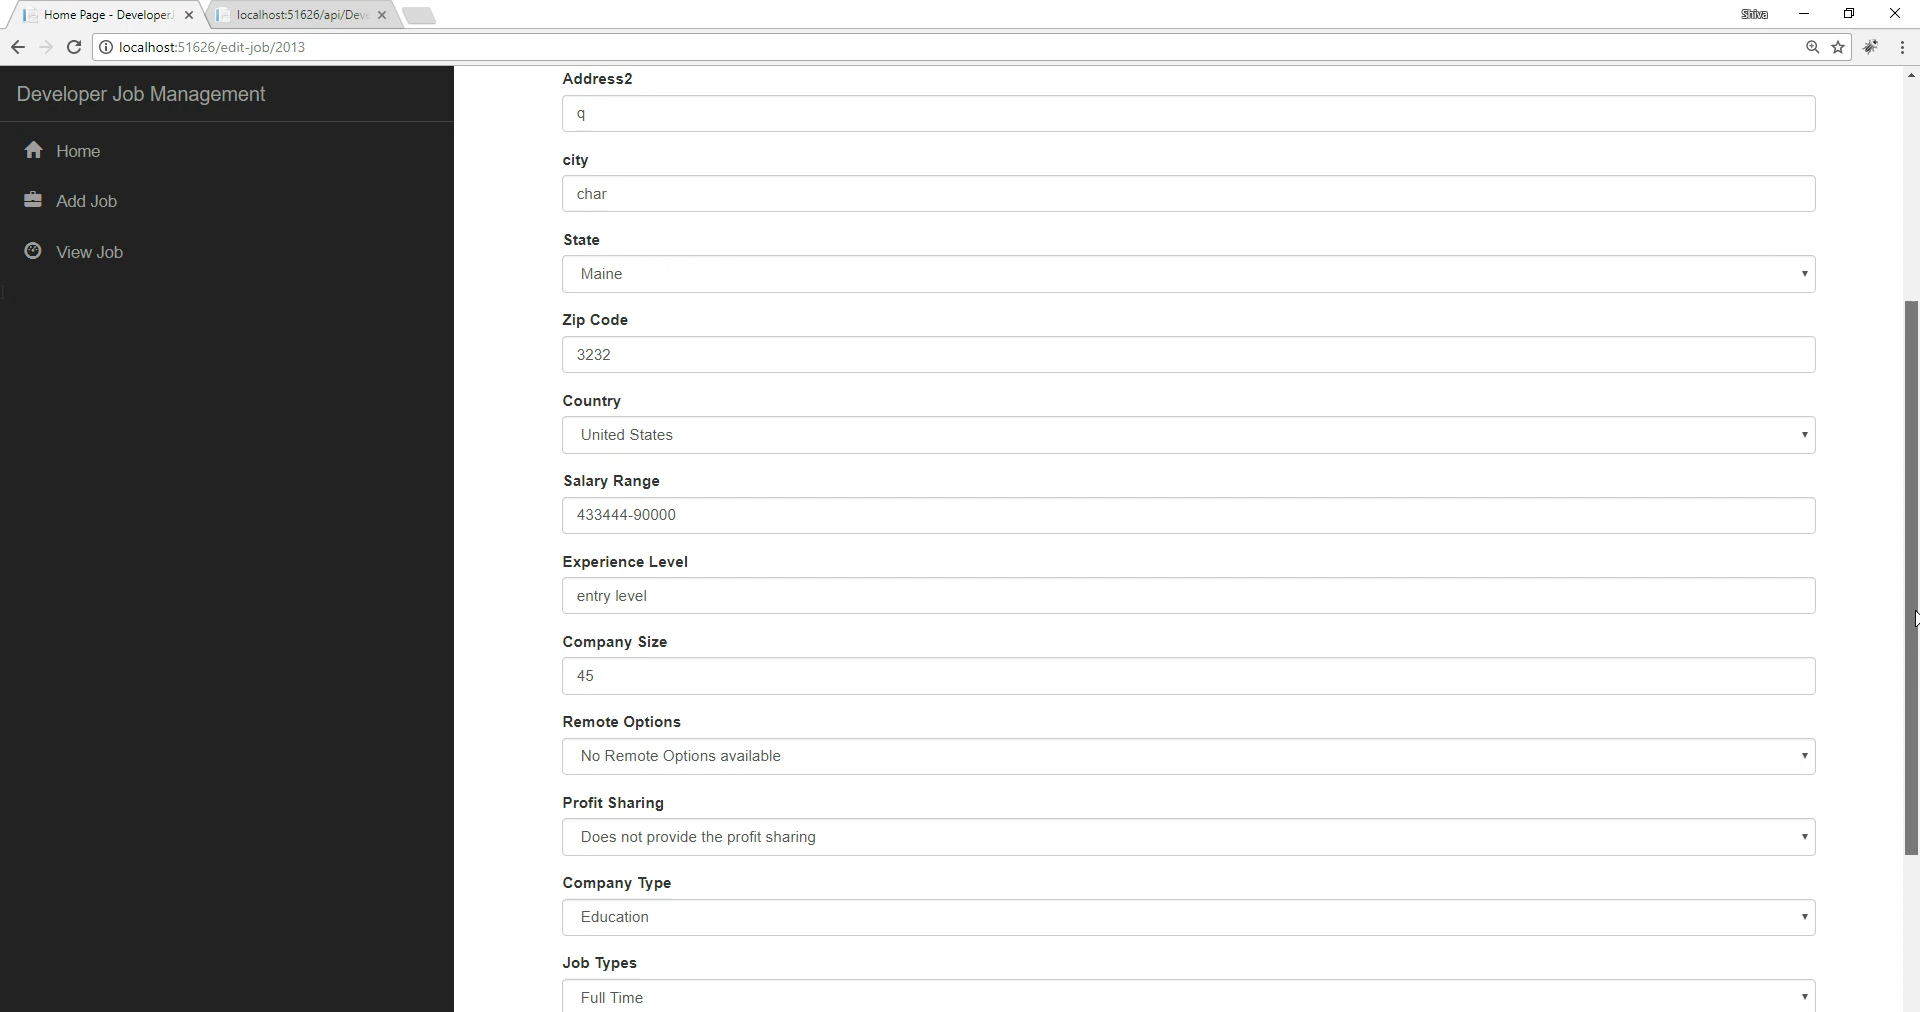 Home Page - Developer
localhost:51626/api/Dev
Shiva
localhost:51626/edit-job/2013
Developer Job Management
Home
Add Job
View Job
Address2
q
city
char
State
Maine
Zip Code
3232
Country
United States
Salary Range
433444-90000
Experience Level
entry level
Company Size
45
Remote Options
No Remote Options available
Profit Sharing
Does not provide the profit sharing
Company Type
Education
Job Types
Full Time